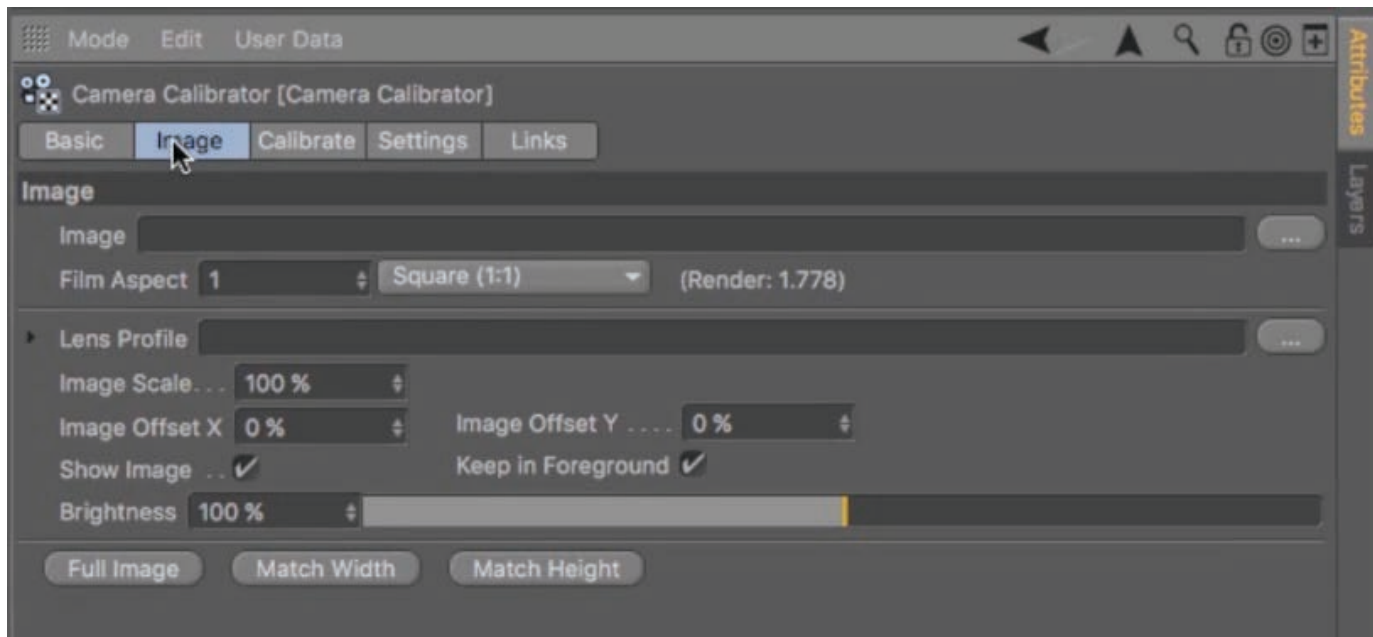 Mode Edit User Data
Camera Calibrator [Camera Calibrator]
Basic Image Calibrate Settings Links
Image
Image ...
Film Aspect 1 Square (1:1) (Render: 1.778)
Lens Profile ...
Image Scale... 100 %
Image Offset X 0 % Image Offset Y .... 0 %
Show Image .. Keep in Foreground
Brightness 100 %
Full Image Match Width Match Height
Attributes
Layers